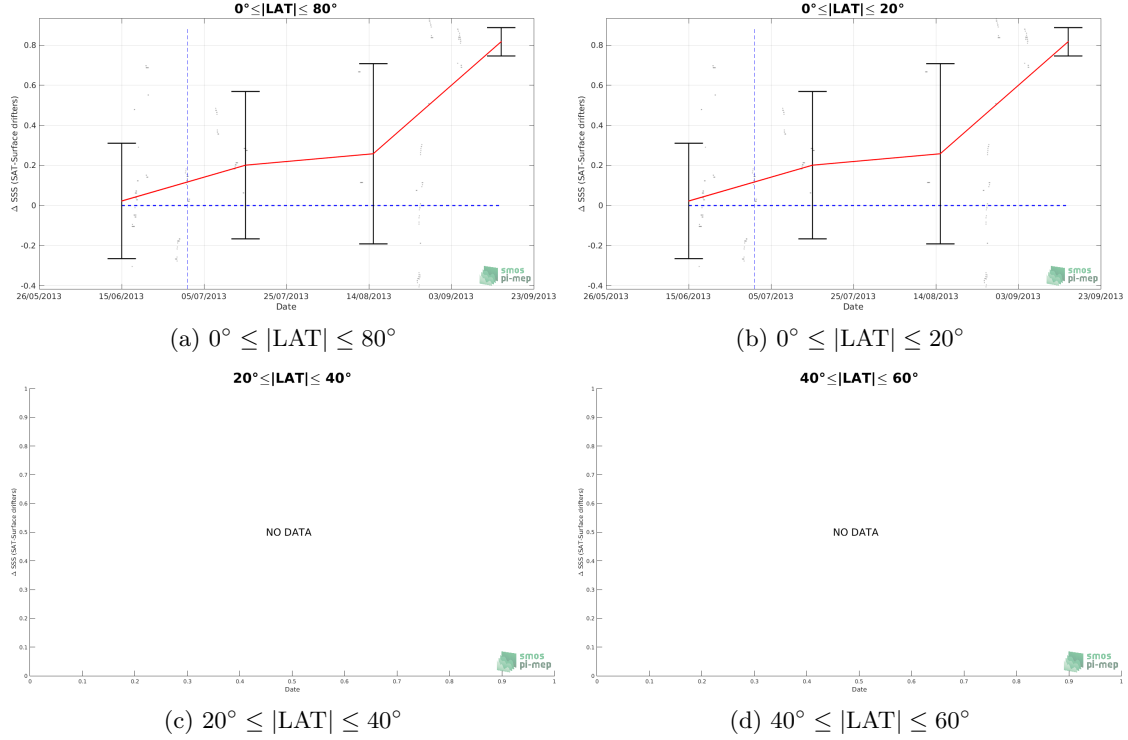 0°≤|LAT|≤ 80°
Δ SSS (SAT-Surface drifters)
0.8
0.6
0.4
0.2
0
-0.2
-0.4
26/05/2013 15/06/2013 05/07/2013 25/07/2013 14/08/2013 03/09/2013 23/09/2013
Date
smos
pi-mep
(a) 0° ≤ |LAT| ≤ 80°
0°≤|LAT|≤ 20°
Δ SSS (SAT-Surface drifters)
0.8
0.6
0.4
0.2
0
-0.2
-0.4
26/05/2013 15/06/2013 05/07/2013 25/07/2013 14/08/2013 03/09/2013 23/09/2013
Date
smos
pi-mep
(b) 0° ≤ |LAT| ≤ 20°
20°≤|LAT|≤ 40°
Δ SSS (SAT-Surface drifters)
1
0.9
0.8
0.7
0.6
0.5
0.4
0.3
0.2
0.1
0
NO DATA
0 0.1 0.2 0.3 0.4 0.5 0.6 0.7 0.8 0.9 1
Date
smos
pi-mep
(c) 20° ≤ |LAT| ≤ 40°
40°≤|LAT|≤ 60°
Δ SSS (SAT-Surface drifters)
1
0.9
0.8
0.7
0.6
0.5
0.4
0.3
0.2
0.1
0
NO DATA
0 0.1 0.2 0.3 0.4 0.5 0.6 0.7 0.8 0.9 1
Date
smos
pi-mep
(d) 40° ≤ |LAT| ≤ 60°